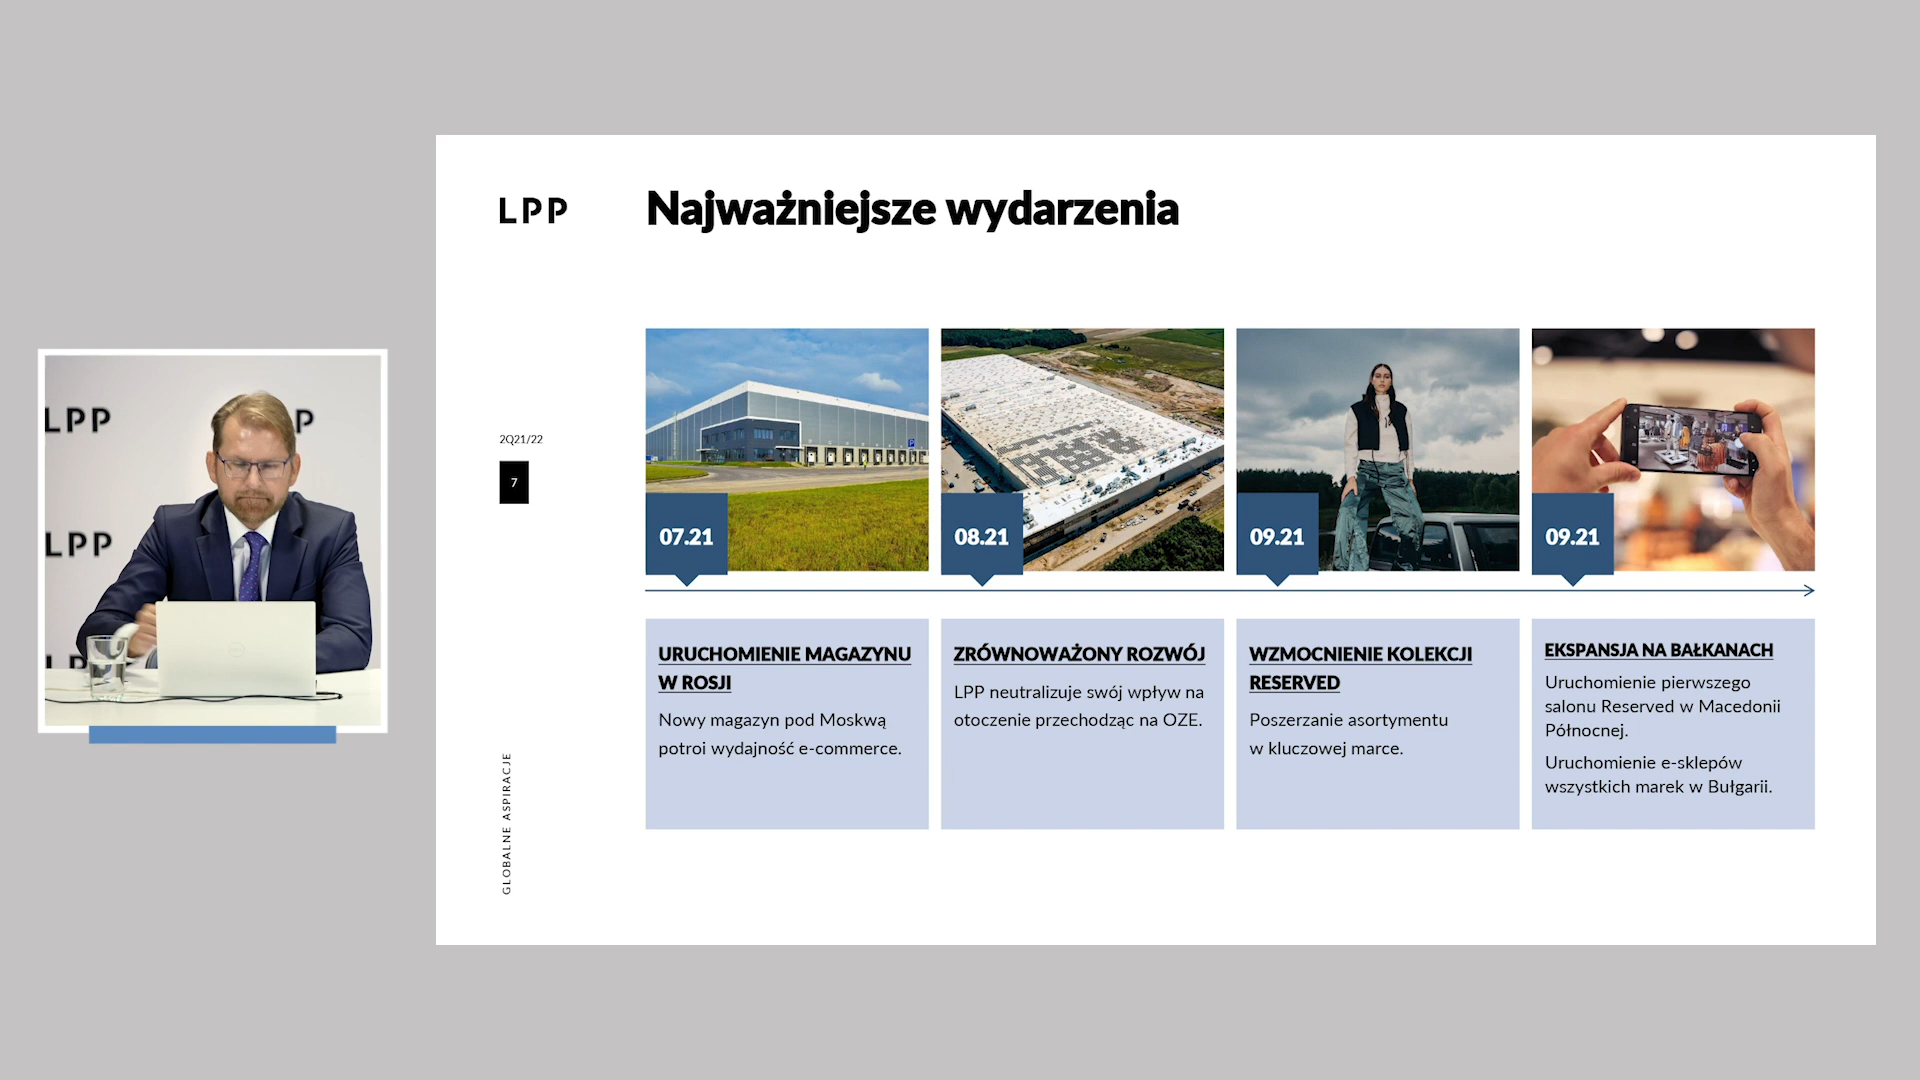 LPP
Najważniejsze wydarzenia
LPP
P
LPP
LP
2Q21/22
7
GLOBALNE ASPIRACJE
07.21
08.21
09.21
09.21
URUCHOMIENIE MAGAZYNU
W ROSJI
Nowy magazyn pod Moskwą
potroi wydajność e-commerce.
ZRÓWNOWAŻONY ROZWÓJ
LPP neutralizuje swój wpływ na
otoczenie przechodząc na OZE.
WZMOCNIENIE KOLEKCJI
RESERVED
Poszerzanie asortymentu
w kluczowej marce.
EKSPANSJA NA BAŁKANACH
Uruchomienie pierwszego
salonu Reserved w Macedonii
Północnej.
Uruchomienie e-sklepów
wszystkich marek w Bułgarii.